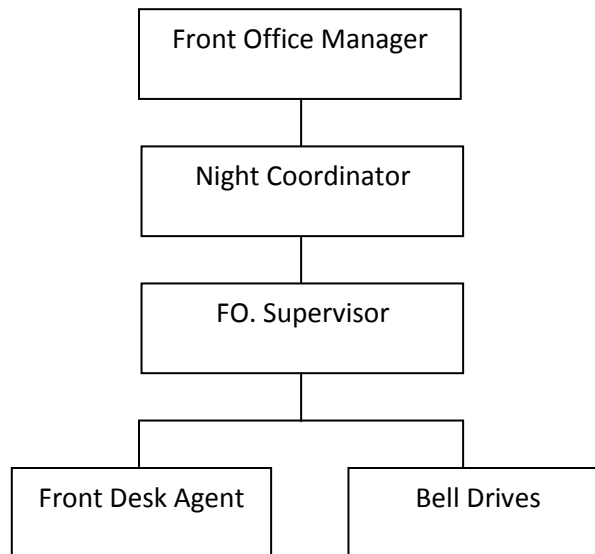 Front Office Manager
Night Coordinator
FO. Supervisor
Front Desk Agent
Bell Drives